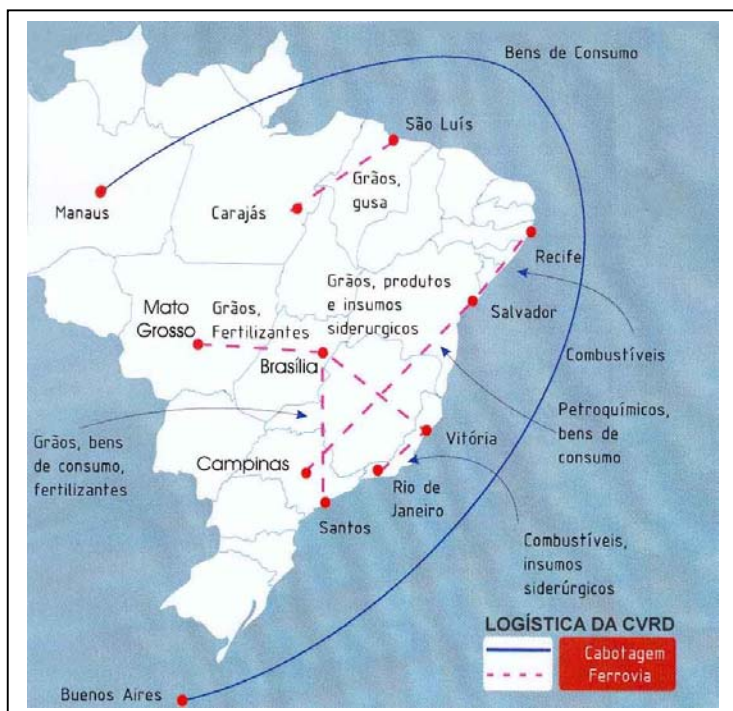 Bens de Consumo
São Luís
Grãos,
gusa
Manaus
Carajás
Recife
Grãos, produtos
e insumos
siderurgicos
Mato
Grosso
Grãos,
Fertilizantes
Salvador
Brasília
Combustíveis
Petroquímicos,
bens de
consumo
Vitória
Grãos, bens
de consumo,
fertilizantes
Campinas
Rio de
Janeiro
Santos
Combustíveis,
insumos
siderúrgicos
LOGÍSTICA DA CVRD
Cabotagem
Ferrovia
Buenos Aires